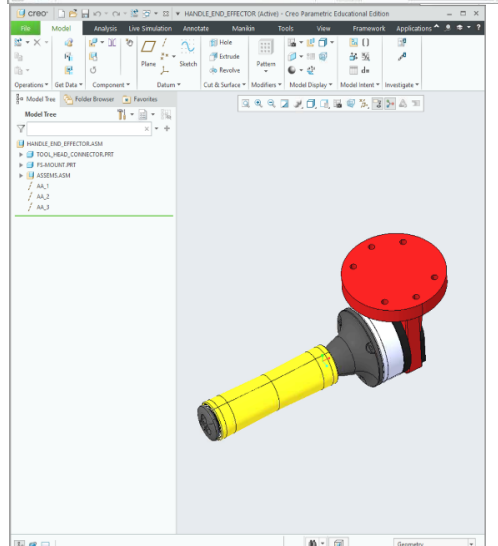 creo HANDLE_END_EFFECTOR (Active) - Creo Parametric Educational Edition
File Model Analysis Live Simulation Annotate Manikin Tools View Framework Applications
Hole
Plane Sketch Extrude Pattern
Revolve
Operations Get Data Component Datum Cut & Surface Modifiers Model Display Model Intent Investigate
Model Tree Folder Browser Favorites
Model Tree
HANDLE_END_EFFECTOR.ASM
TOOL_HEAD_CONNECTOR.PRT
FS-MOUNT.PRT
ASSEMS.ASM
AA_1
AA_2
AA_3
Geometry